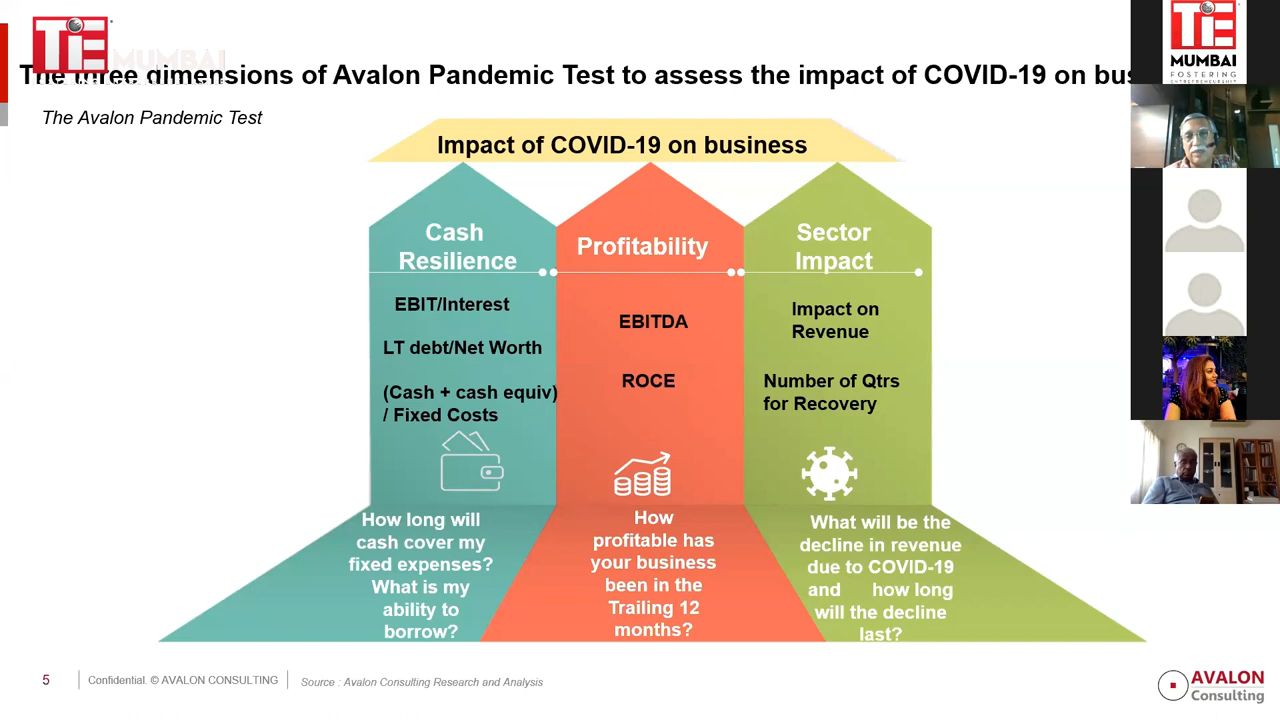 TiE
MUMBAI
The three dimensions of Avalon Pandemic Test to assess the impact of COVID-19 on bus
The Avalon Pandemic Test
Impact of COVID-19 on business
Cash
Resilience
EBIT/Interest
LT debt/Net Worth
(Cash + cash equiv)
/ Fixed Costs
How long will
cash cover my
fixed expenses?
What is my
ability to
borrow?
Profitability
EBITDA
ROCE
How
profitable has
your business
been in the
Trailing 12
months?
Sector
Impact
Impact on
Revenue
Number of Qtrs
for Recovery
What will be the
decline in revenue
due to COVID-19
and how long
will the decline
last?
TiE
MUMBAI
FOSTERING
ENTREPRENEURSHIP
5
Confidential. © AVALON CONSULTING
Source : Avalon Consulting Research and Analysis
AVALON
Consulting